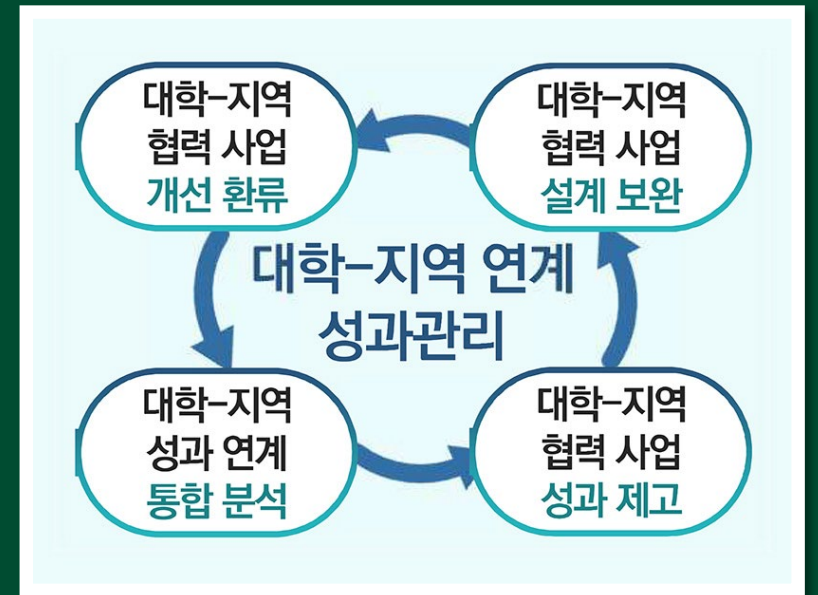 대학-지역
협력 사업
개선 환류
대학-지역
협력 사업
설계 보완
대학-지역 연계
성과관리
대학-지역
성과 연계
통합 분석
대학-지역
협력 사업
성과 제고